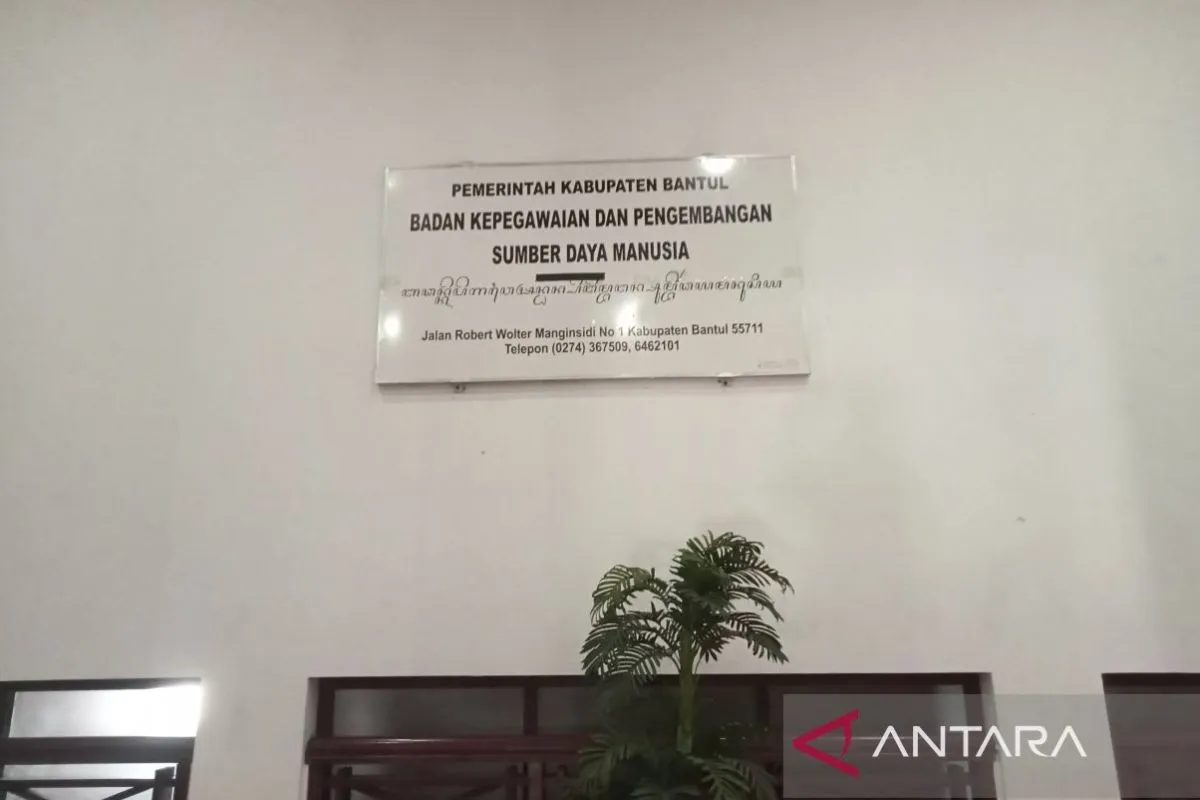 PEMERINTAH KABUPATEN BANTUL
BADAN KEPEGAWAIAN DAN PENGEMBANGAN
SUMBER DAYA MANUSIA
Jalan Robert Wolter Manginsidi No 1 Kabupaten Bantul 55711
Telepon (0274) 367509, 6462101
ANTARA